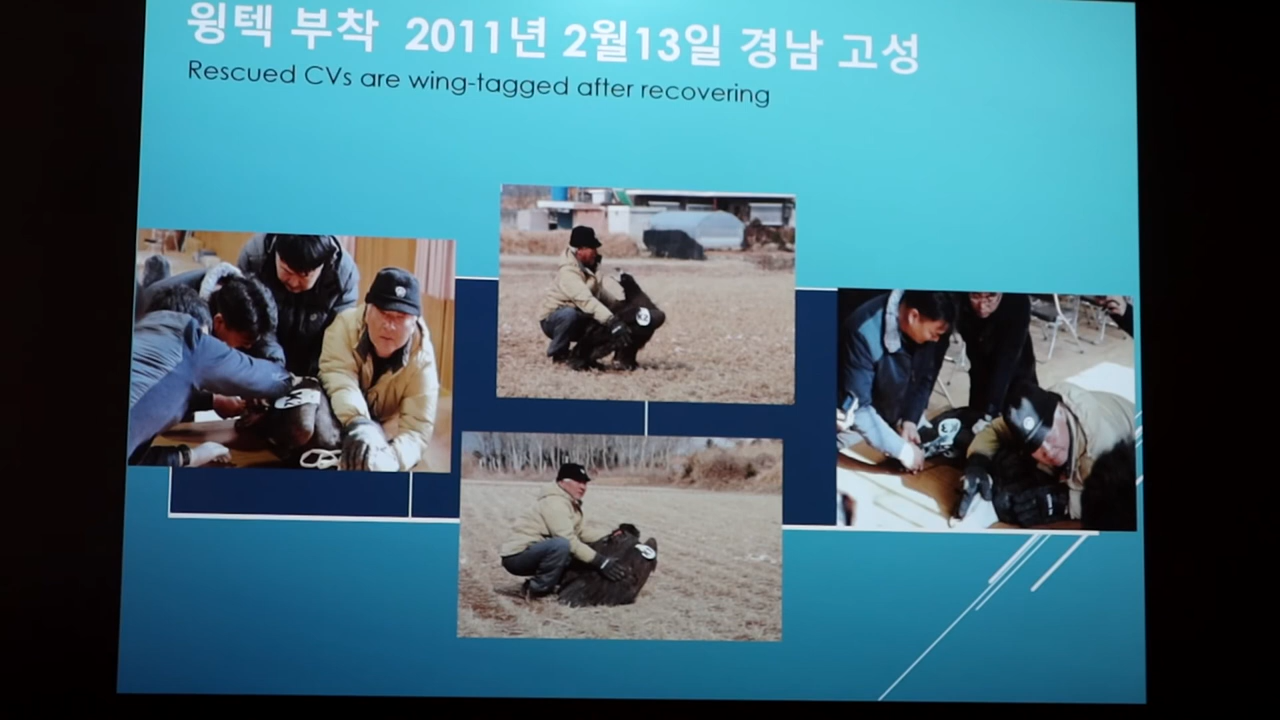 윙텍 부착 2011년 2월13일 경남 고성
Rescued CVs are wing-tagged after recovering